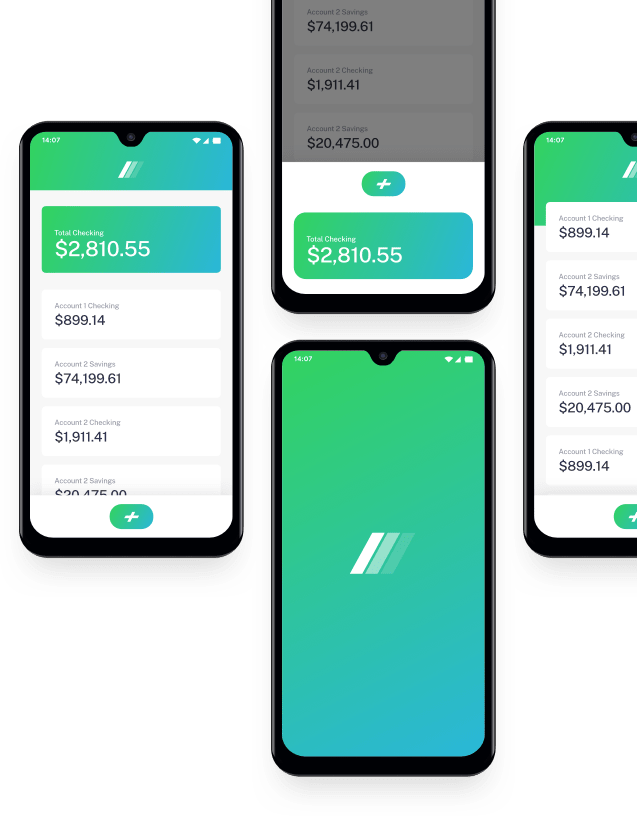 Account 2 Savings
$74,199.61
Account 2 Checking
$1,911.41
Account 2 Savings
$20,475.00
Total Checking
$2,810.55
14:07
Total Checking
$2,810.55
Account 1 Checking
$899.14
Account 2 Savings
$74,199.61
Account 2 Checking
$1,911.41
Account 2 Savings
$20,475.00
14:07
14:07
Account 1 Checking
$899.14
Account 2 Savings
$74,199.61
Account 2 Checking
$1,911.41
Account 2 Savings
$20,475.00
Account 1 Checking
$899.14